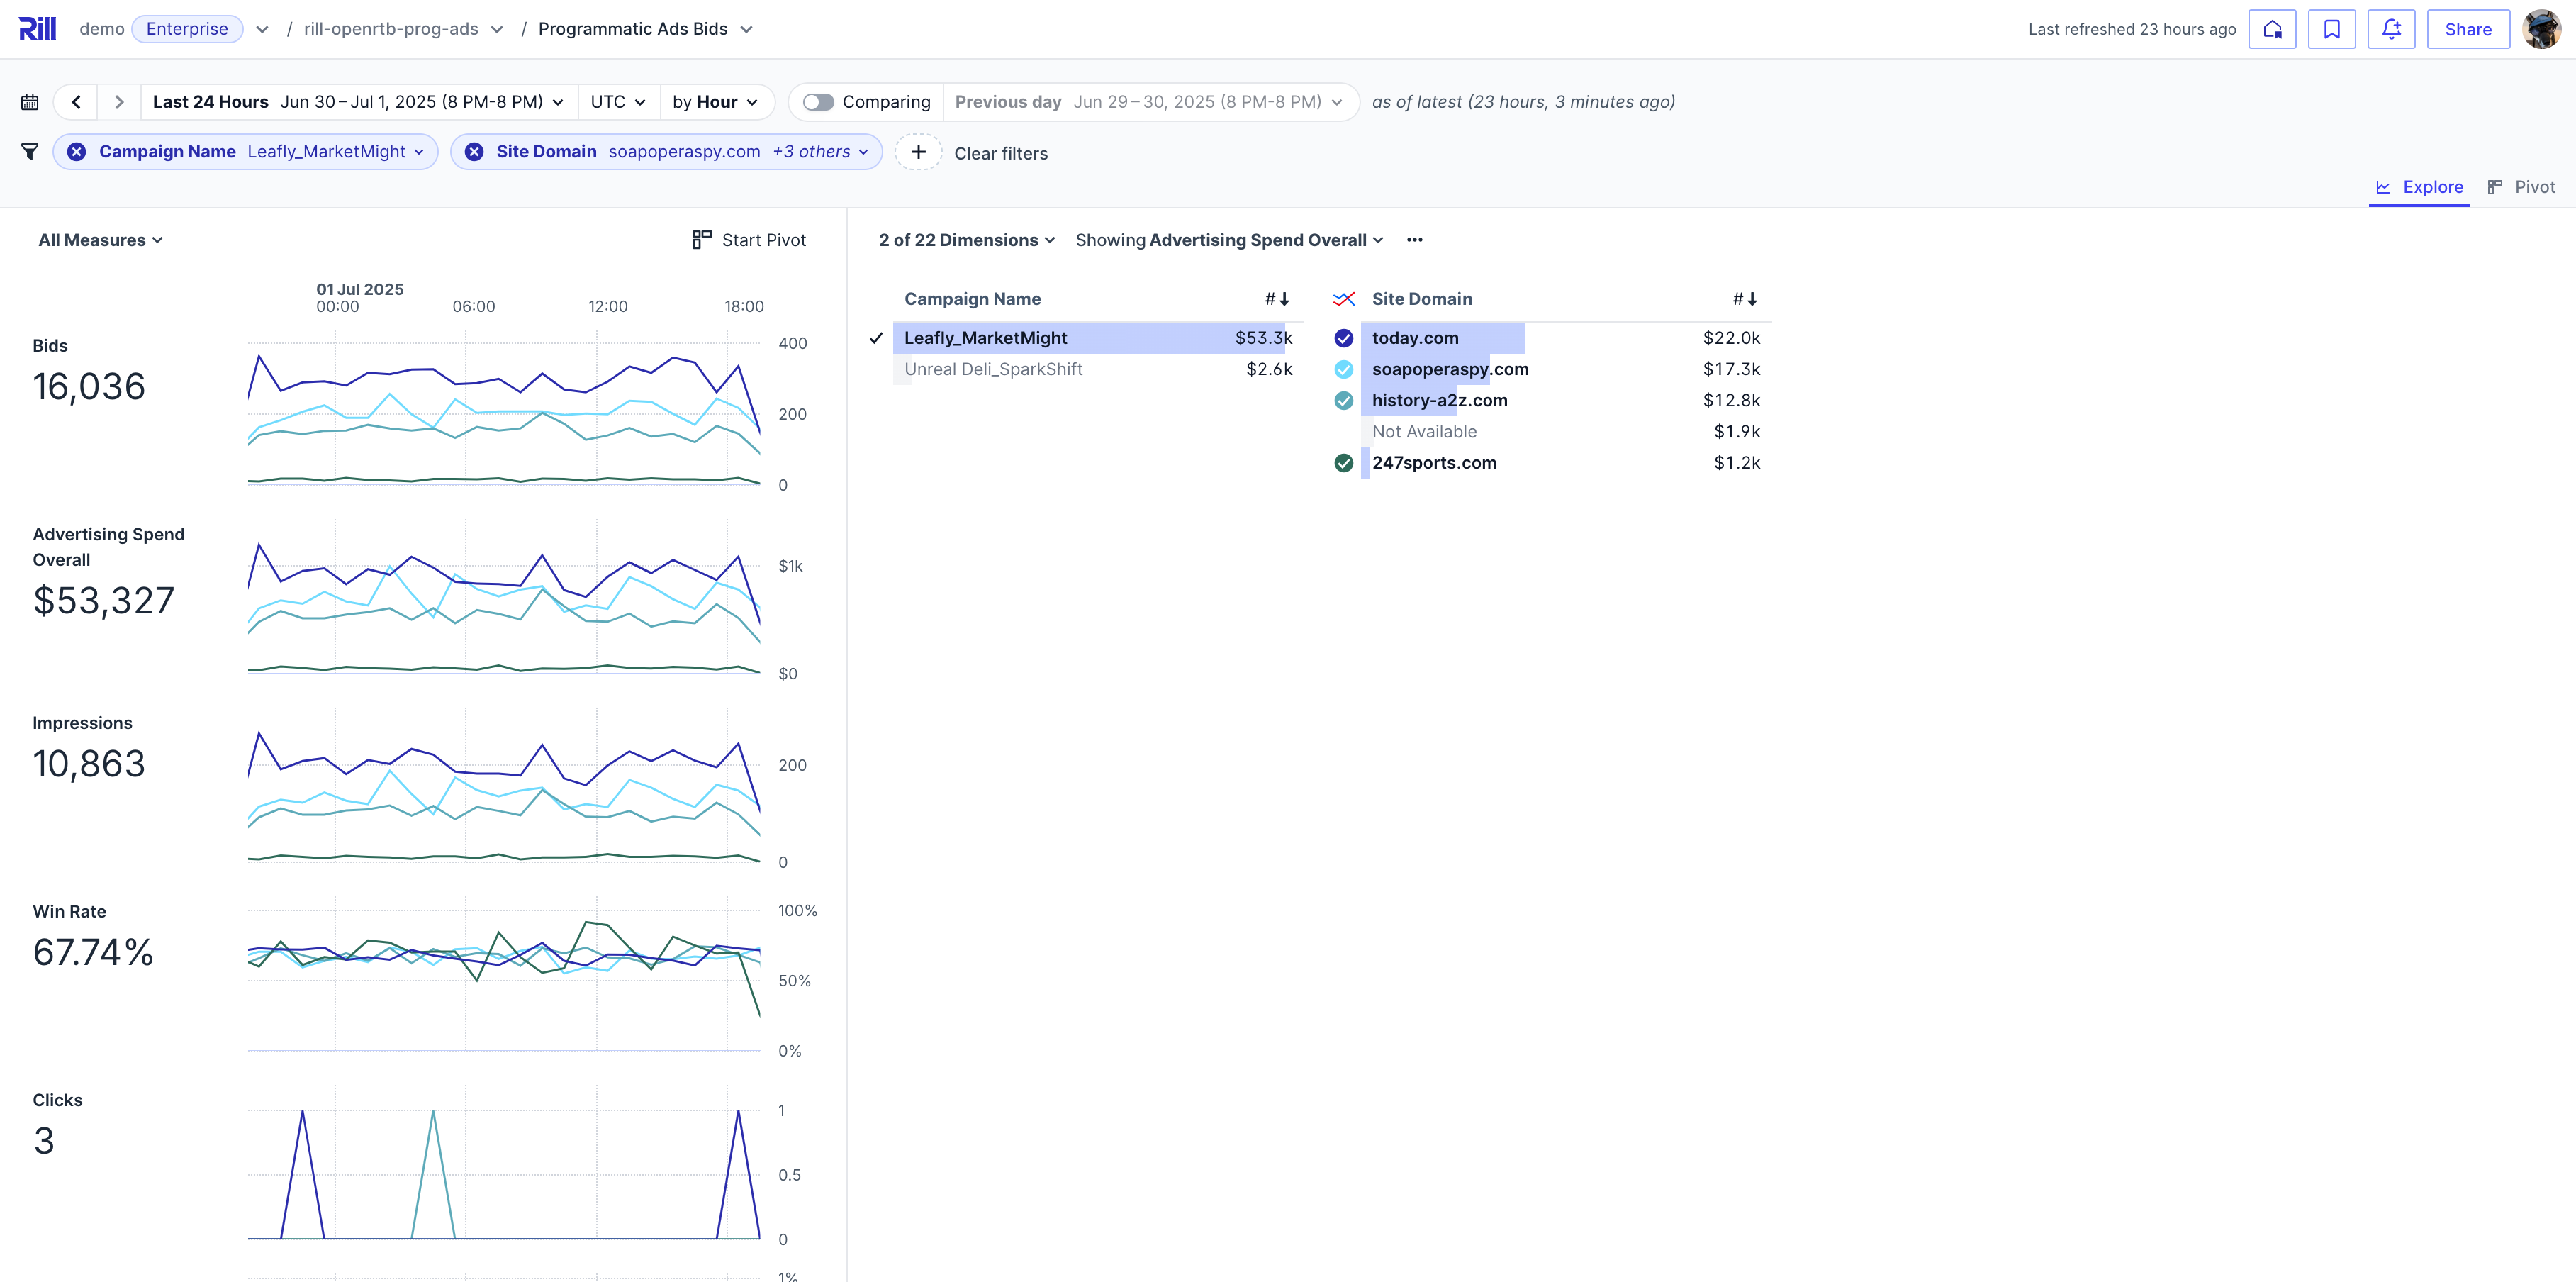 Rill demo Enterprise / rill-openrtb-prog-ads / Programmatic Ads Bids Last refreshed 23 hours ago Share
Last 24 Hours Jun 30 – Jul 1, 2025 (8 PM-8 PM) UTC by Hour Comparing Previous day Jun 29 – 30, 2025 (8 PM-8 PM) as of latest (23 hours, 3 minutes ago)
Campaign Name Leafly_MarketMight Site Domain soapoperaspy.com +3 others + Clear filters
Explore Pivot
All Measures Start Pivot
01 Jul 2025
00:00 06:00 12:00 18:00
Bids
16,036
400
200
0
Advertising Spend
Overall
$53,327
$1k
$0
Impressions
10,863
200
0
Win Rate
67.74%
100%
50%
0%
Clicks
3
1
0.5
0
1%
2 of 22 Dimensions Showing Advertising Spend Overall
Campaign Name #
Leafly_MarketMight $53.3k
Unreal Deli_SparkShift $2.6k
Site Domain #
today.com $22.0k
soapoperaspy.com $17.3k
history-a2z.com $12.8k
Not Available $1.9k
247sports.com $1.2k